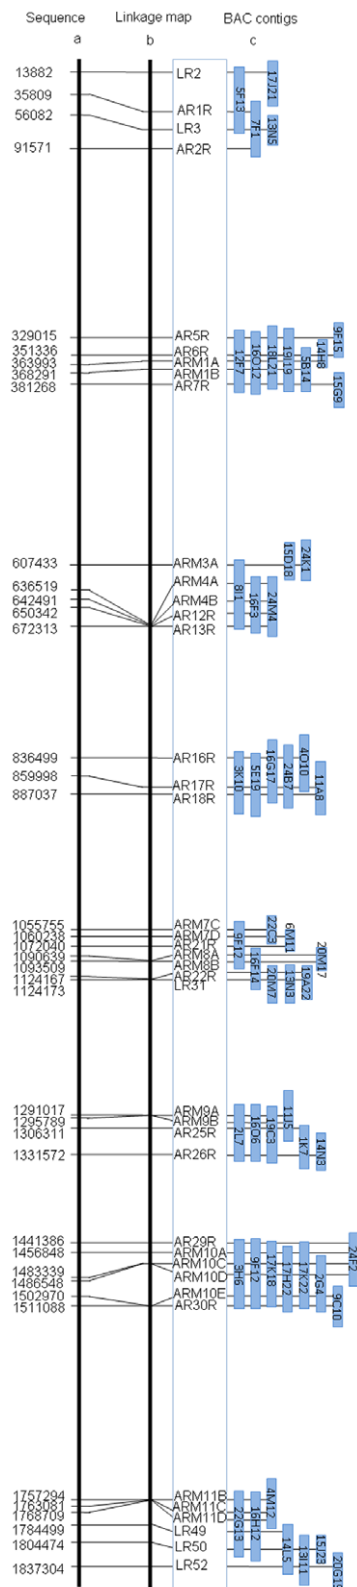 Sequence Linkage map BAC contigs
a b c
13882 LR2 17J21
35809 AR1R 5F13
56082 LR3 7F1 13N5
91571 AR2R
329015 AR5R 9F15
351336 AR6R 14H8
363993 ARM1A 12F7 16O12 18L21 19I19 5B14
368291 ARM1B
381268 AR7R 15G9
607433 ARM3A 15D18 24K1
636519 ARM4A
642491 ARM4B 8I1 16F3 24M4
650342 AR12R
672313 AR13R
836499 AR16R 16G17 4O10
859998 AR17R 3K10 5E19 24B7 11A8
887037 AR18R
1055755 ARM7C 22C3 6M11
1060238 ARM7D
1072040 AR21R 9F12
1090639 ARM8A 16F14 20M17
1093509 ARM8B
1124167 AR22R 20M7 13N3 19A22
1124173 LR31
1291017 ARM9A 11J5
1295789 ARM9B 2L7 16O6 19C3
1306311 AR25R 1K7
1331572 AR26R 14N3
1441386 AR29R 24F2
1456848 ARM10A
1483339 ARM10C 3H6 9F12 17K18
1486548 ARM10D 17H22 17K22 2G4
1502970 ARM10E 9C10
1511088 AR30R
1757294 ARM11B 4M12
1763081 ARM11C
1768709 ARM11D 22G13 16H12
1784499 LR49
1804474 LR50 14L5 13I11 15J23
1837304 LR52